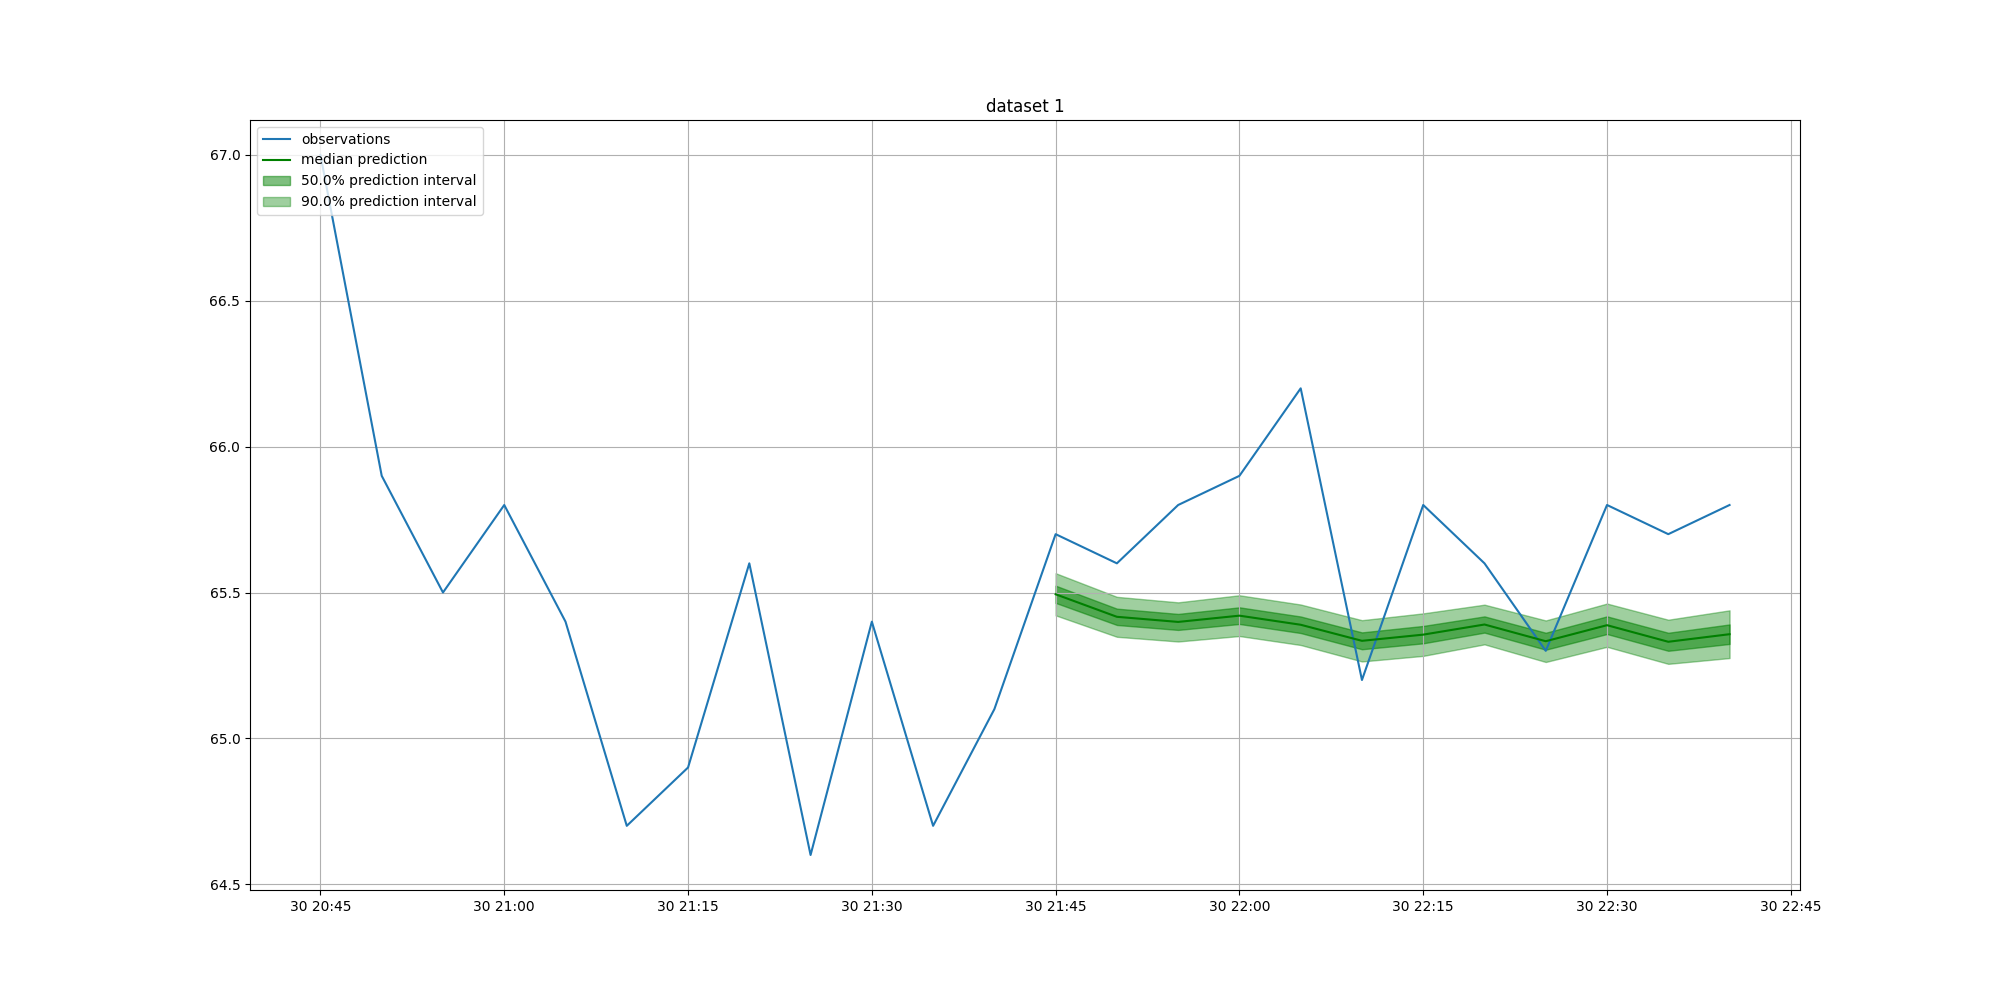 dataset 1
observations
median prediction
50.0% prediction interval
90.0% prediction interval
67.0
66.5
66.0
65.5
65.0
64.5
30 20:45 30 21:00 30 21:15 30 21:30 30 21:45 30 22:00 30 22:15 30 22:30 30 22:45